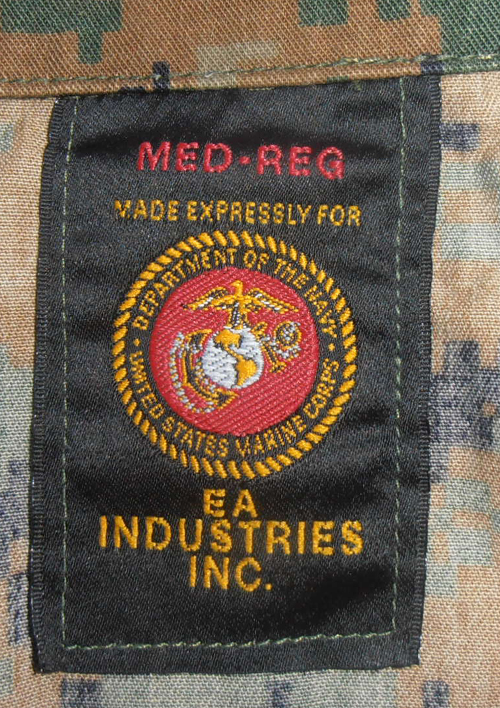 MED-REG
MADE EXPRESSLY FOR
DEPARTMENT OF THE NAVY
UNITED STATES MARINE CORPS
EA
INDUSTRIES
INC.